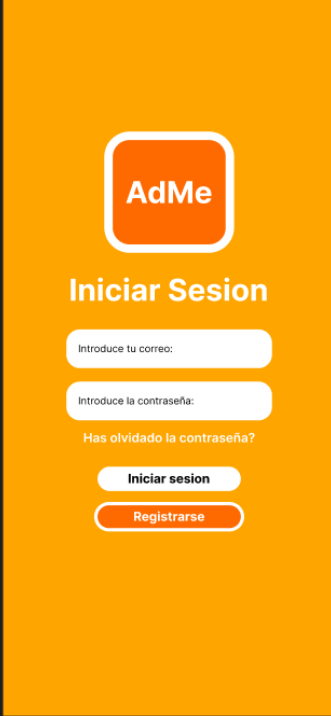 AdMe
Iniciar Sesion
Introduce tu correo:
Introduce la contraseña:
Has olvidado la contraseña?
Iniciar sesion
Registrarse